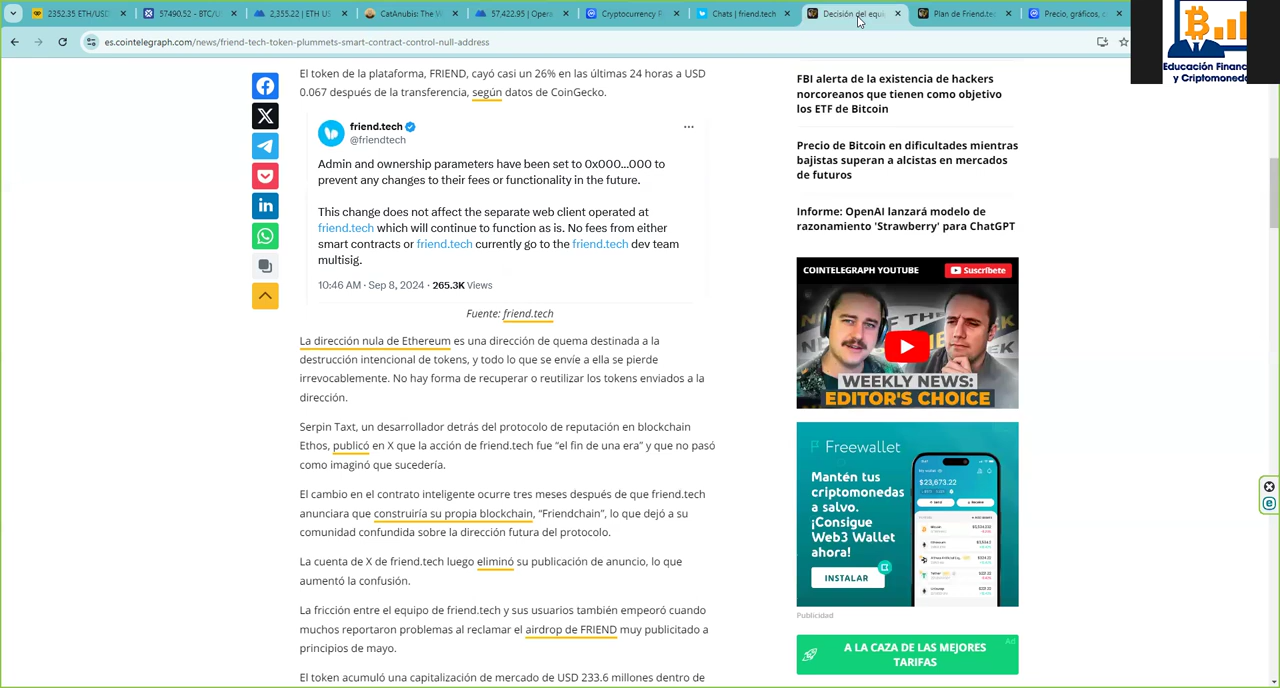 2352.35 ETH/USD
57490.52 – BTC/U
2,355.22 | ETH US
CatAnubis: The W
57,422.95 | Opera
Cryptocurrency P
Chats | friend.tech
Decisión del equi
Plan de Friend.te
Precio, gráficos, c
es.cointelegraph.com/news/friend-tech-token-plummets-smart-contract-control-null-address
Educación Financ
y Criptomoneda
El token de la plataforma, FRIEND, cayó casi un 26% en las últimas 24 horas a USD
0.067 después de la transferencia, según datos de CoinGecko.
friend.tech
@friendtech
Admin and ownership parameters have been set to 0x000...000 to
prevent any changes to their fees or functionality in the future.
This change does not affect the separate web client operated at
friend.tech which will continue to function as is. No fees from either
smart contracts or friend.tech currently go to the friend.tech dev team
multisig.
10:46 AM · Sep 8, 2024 · 265.3K Views
Fuente: friend.tech
La dirección nula de Ethereum es una dirección de quema destinada a la
destrucción intencional de tokens, y todo lo que se envíe a ella se pierde
irrevocablemente. No hay forma de recuperar o reutilizar los tokens enviados a la
dirección.
Serpin Taxt, un desarrollador detrás del protocolo de reputación en blockchain
Ethos, publicó en X que la acción de friend.tech fue “el fin de una era” y que no pasó
como imaginó que sucedería.
El cambio en el contrato inteligente ocurre tres meses después de que friend.tech
anunciara que construiría su propia blockchain, “Friendchain”, lo que dejó a su
comunidad confundida sobre la dirección futura del protocolo.
La cuenta de X de friend.tech luego eliminó su publicación de anuncio, lo que
aumentó la confusión.
La fricción entre el equipo de friend.tech y sus usuarios también empeoró cuando
muchos reportaron problemas al reclamar el airdrop de FRIEND muy publicitado a
principios de mayo.
El token acumuló una capitalización de mercado de USD 233.6 millones dentro de
FBI alerta de la existencia de hackers
norcoreanos que tienen como objetivo
los ETF de Bitcoin
Precio de Bitcoin en dificultades mientras
bajistas superan a alcistas en mercados
de futuros
Informe: OpenAI lanzará modelo de
razonamiento 'Strawberry' para ChatGPT
COINTELEGRAPH YOUTUBE
Suscríbete
WEEKLY NEWS:
EDITOR'S CHOICE
Freewallet
Mantén tus
criptomonedas
a salvo.
¡Consigue
Web3 Wallet
ahora!
INSTALAR
$23,673.22
Publicidad
Ad
A LA CAZA DE LAS MEJORES
TARIFAS